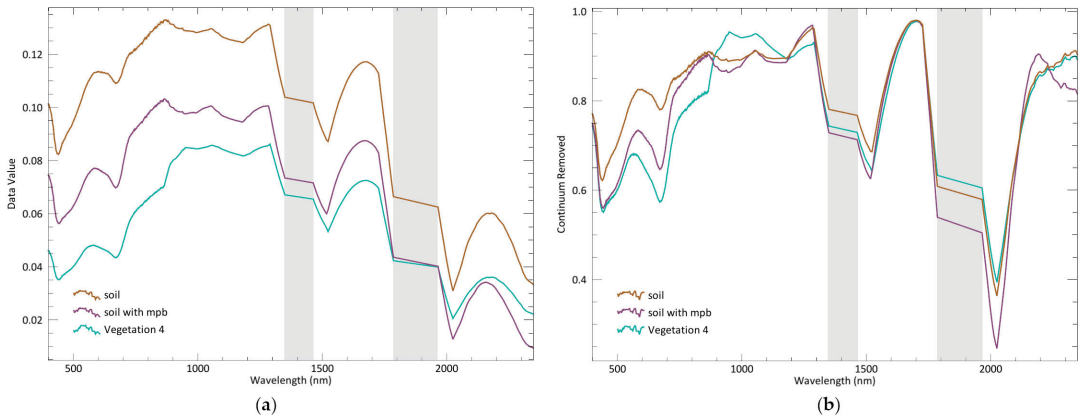 0.12
0.10
0.08
0.06
0.04
0.02
Data Value
soil
soil with mpb
Vegetation 4
500
1000
1500
2000
Wavelength (nm)
(a)
1.0
0.8
0.6
0.4
Continuum Removed
soil
soil with mpb
Vegetation 4
500
1000
1500
2000
Wavelength (nm)
(b)